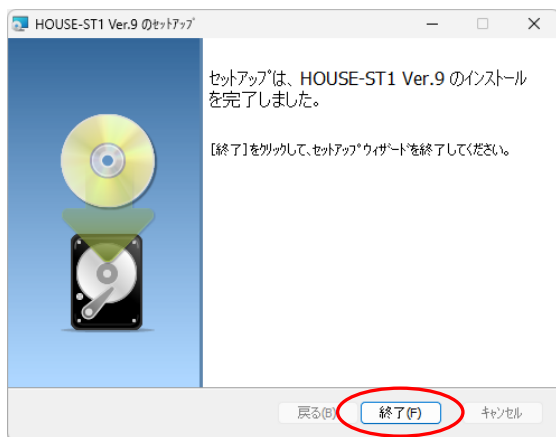 HOUSE-ST1 Ver.9 のセットアップ
セットアップは、HOUSE-ST1 Ver.9 のインストール
を完了しました。
[終了]をクリックして、セットアップ ウィザードを終了してください。
戻る(B)
終了(F)
キャンセル